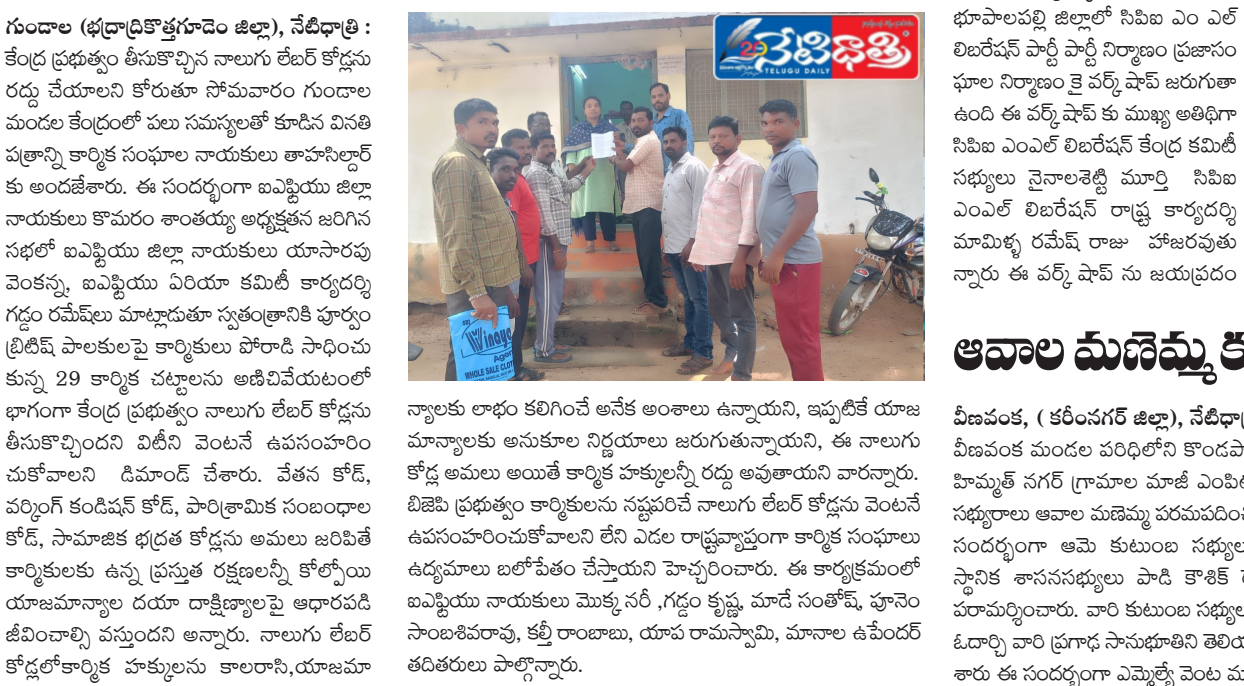 గుండాల (భద్రాద్రికొత్తగూడెం జిల్లా), నేటిధాత్రి :
కేంద్ర ప్రభుత్వం తీసుకొచ్చిన నాలుగు లేబర్ కోడ్లను
రద్దు చేయాలని కోరుతూ సోమవారం గుండాల
మండల కేంద్రంలో పలు సమస్యలతో కూడిన వినతి
పత్రాన్ని కార్మిక సంఘాల నాయకులు తాహసిల్దార్
కు అందజేశారు. ఈ సందర్భంగా ఐఎఫ్టియు జిల్లా
నాయకులు కొమరం శాంతయ్య అధ్యక్షతన జరిగిన
సభలో ఐఎఫ్టియు జిల్లా నాయకులు యాసారపు
వెంకన్న, ఐఎఫ్టియు ఏరియా కమిటీ కార్యదర్శి
గడ్డం రమేష్‌లు మాట్లాడుతూ స్వతంత్రానికి పూర్వం
బ్రిటిష్ పాలకులపై కార్మికులు పోరాడి సాధించు
కున్న 29 కార్మిక చట్టాలను అణిచివేయటంలో
భాగంగా కేంద్ర ప్రభుత్వం నాలుగు లేబర్ కోడ్లను
తీసుకొచ్చిందని విటీని వెంటనే ఉపసంహరిం
చుకోవాలని డిమాండ్ చేశారు. వేతన కోడ్,
వర్కింగ్ కండిషన్ కోడ్, పారిశ్రామిక సంబంధాల
కోడ్, సామాజిక భద్రత కోడ్లను అమలు జరిపితే
కార్మికులకు ఉన్న ప్రస్తుత రక్షణలన్నీ కోల్పోయి
యాజమాన్యాల దయా దాక్షిణ్యాలపై ఆధారపడి
జీవించాల్సి వస్తుందని అన్నారు. నాలుగు లేబర్
కోడ్లలోకార్మిక హక్కులను కాలరాసి,యాజమా
నేటిధాత్రి
TELUGU DAILY
Vinaya
Agen
WHOLE SALE CLOT
న్యాలకు లాభం కలిగించే అనేక అంశాలు ఉన్నాయని, ఇప్పటికే యాజ
మాన్యాలకు అనుకూల నిర్ణయాలు జరుగుతున్నాయని, ఈ నాలుగు
కోడ్ల అమలు అయితే కార్మిక హక్కులన్నీ రద్దు అవుతాయని వారన్నారు.
బిజెపి ప్రభుత్వం కార్మికులను నష్టపరిచే నాలుగు లేబర్ కోడ్లను వెంటనే
ఉపసంహరించుకోవాలని లేని ఎడల రాష్ట్రవ్యాప్తంగా కార్మిక సంఘాలు
ఉద్యమాలు బలోపేతం చేస్తాయని హెచ్చరించారు. ఈ కార్యక్రమంలో
ఐఎఫ్టియు నాయకులు మొక్క నరీ ,గడ్డం కృష్ణ, మాడే సంతోష్, పూనెం
సాంబశివరావు, కల్తీ రాంబాబు, యాప రామస్వామి, మానాల ఉపేందర్
తదితరులు పాల్గొన్నారు.
భూపాలపల్లి జిల్లాలో సిపిఐ ఎం ఎల్
లిబరేషన్ పార్టీ పార్టీ నిర్మాణం ప్రజాసం
ఘాల నిర్మాణం కై వర్క్ షాప్ జరుగుతా
ఉంది ఈ వర్క్ షాప్ కు ముఖ్య అతిథిగా
సిపిఐ ఎంఎల్ లిబరేషన్ కేంద్ర కమిటీ
సభ్యులు నైనాలశెట్టి మూర్తి సిపిఐ
ఎంఎల్ లిబరేషన్ రాష్ట్ర కార్యదర్శి
మామిళ్ళ రమేష్ రాజు హాజరవుతు
న్నారు ఈ వర్క్ షాప్ ను జయప్రదం
ఆవాల మణెమ్మ కు
వీణవంక, ( కరీంనగర్ జిల్లా), నేటిధా
వీణవంక మండల పరిధిలోని కొండపా
హిమ్మత్ నగర్ గ్రామాల మాజీ ఎంపిట
సభ్యురాలు ఆవాల మణెమ్మ పరమపదించ
సందర్భంగా ఆమె కుటుంబ సభ్యుల
స్థానిక శాసనసభ్యులు పాడి కౌశిక్
పరామర్శించారు. వారి కుటుంబ సభ్యుల
ఓదార్చి వారి ప్రగాఢ సానుభూతిని తెలియ
శారు ఈ సందర్భంగా ఎమ్మెల్యే వెంట మ